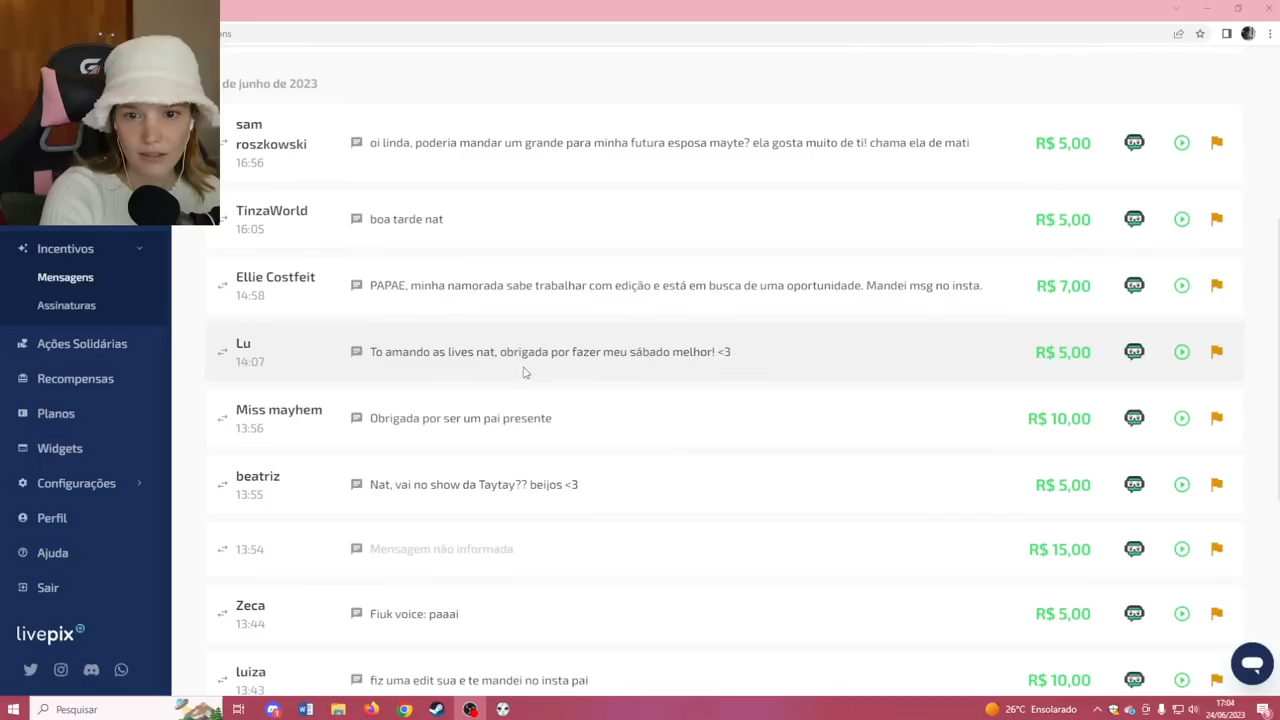 ons
de junho de 2023
sam
roszkowski
16:56
oi linda, poderia mandar um grande para minha futura esposa mayte? ela gosta muito de ti! chama ela de mati
R$ 5,00
TinzaWorld
16:05
boa tarde nat
R$ 5,00
Ellie Costfeit
14:58
PAPAE, minha namorada sabe trabalhar com edição e está em busca de uma oportunidade. Mandei msg no insta.
R$ 7,00
Lu
14:07
To amando as lives nat, obrigada por fazer meu sábado melhor! <3
R$ 5,00
Miss mayhem
13:56
Obrigada por ser um pai presente
R$ 10,00
beatriz
13:55
Nat, vai no show da Taytay?? beijos <3
R$ 5,00
13:54
Mensagem não informada
R$ 15,00
Zeca
13:44
Fiuk voice: paaai
R$ 5,00
luiza
13:43
fiz uma edit sua e te mandei no insta pai
R$ 10,00
Incentivos
Mensagens
Assinaturas
Ações Solidárias
Recompensas
Planos
Widgets
Configurações
Perfil
Ajuda
Sair
livepix
Pesquisar
26°C Ensolarado
17:04
24/06/2023